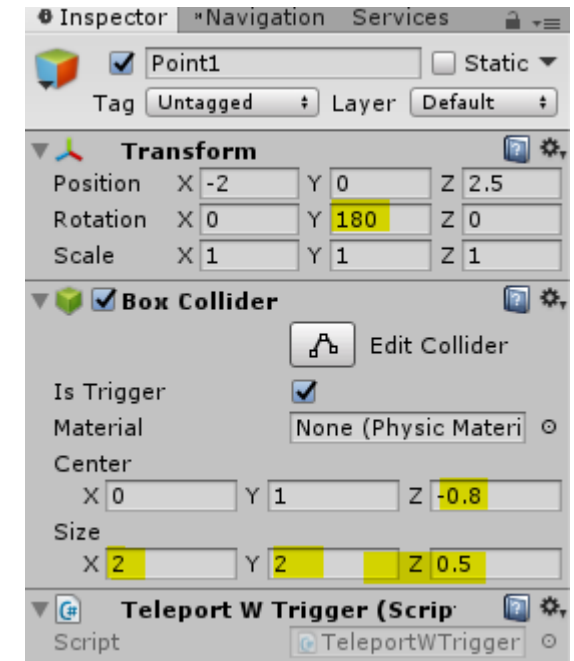 Inspector Navigation Services
Point1 Static
Tag Untagged Layer Default
Transform
Position X -2 Y 0 Z 2.5
Rotation X 0 Y 180 Z 0
Scale X 1 Y 1 Z 1
Box Collider
Edit Collider
Is Trigger
Material None (Physic Materi
Center
X 0 Y 1 Z -0.8
Size
X 2 Y 2 Z 0.5
C# Teleport W Trigger (Scrip
Script TeleportWTrigger